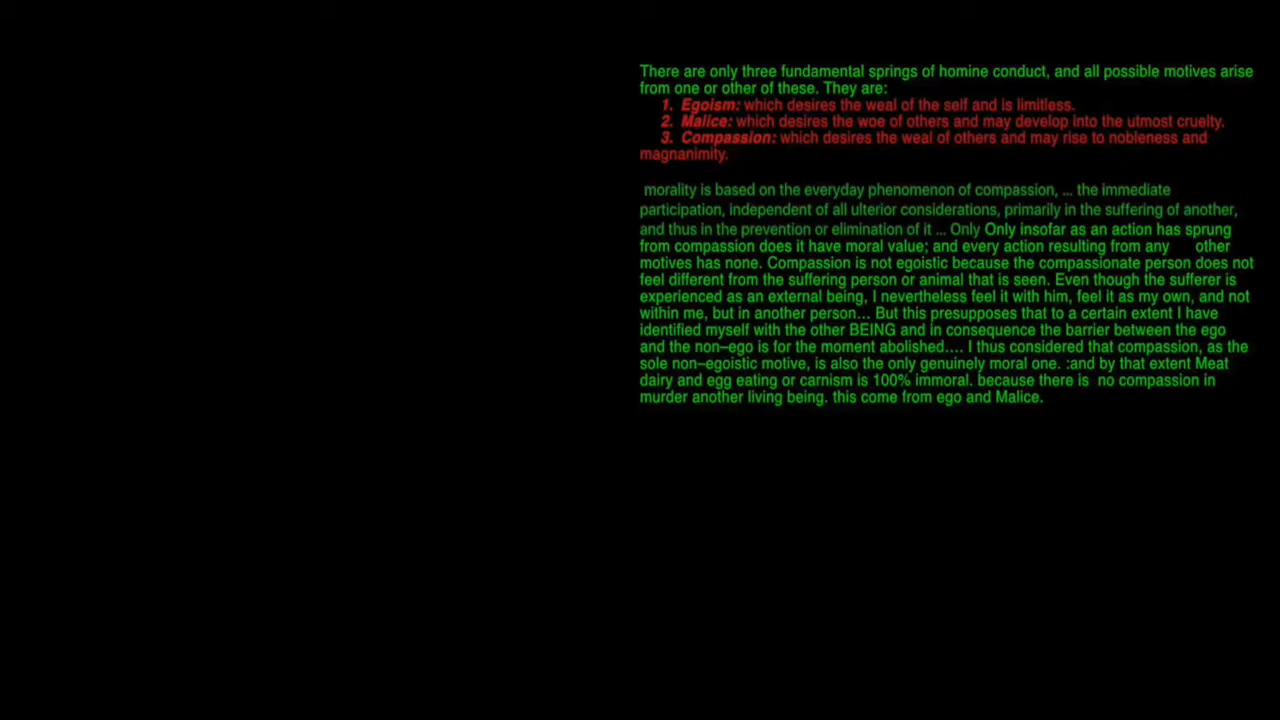 There are only three fundamental springs of homine conduct, and all possible motives arise
from one or other of these. They are:
1. Egoism: which desires the weal of the self and is limitless.
2. Malice: which desires the woe of others and may develop into the utmost cruelty.
3. Compassion: which desires the weal of others and may rise to nobleness and
magnanimity.
morality is based on the everyday phenomenon of compassion, ... the immediate
participation, independent of all ulterior considerations, primarily in the suffering of another,
and thus in the prevention or elimination of it ... Only Only insofar as an action has sprung
from compassion does it have moral value; and every action resulting from any other
motives has none. Compassion is not egoistic because the compassionate person does not
feel different from the suffering person or animal that is seen. Even though the sufferer is
experienced as an external being, I nevertheless feel it with him, feel it as my own, and not
within me, but in another person... But this presupposes that to a certain extent I have
identified myself with the other BEING and in consequence the barrier between the ego
and the non–ego is for the moment abolished.... I thus considered that compassion, as the
sole non–egoistic motive, is also the only genuinely moral one. :and by that extent Meat
dairy and egg eating or carnism is 100% immoral. because there is no compassion in
murder another living being. this come from ego and Malice.